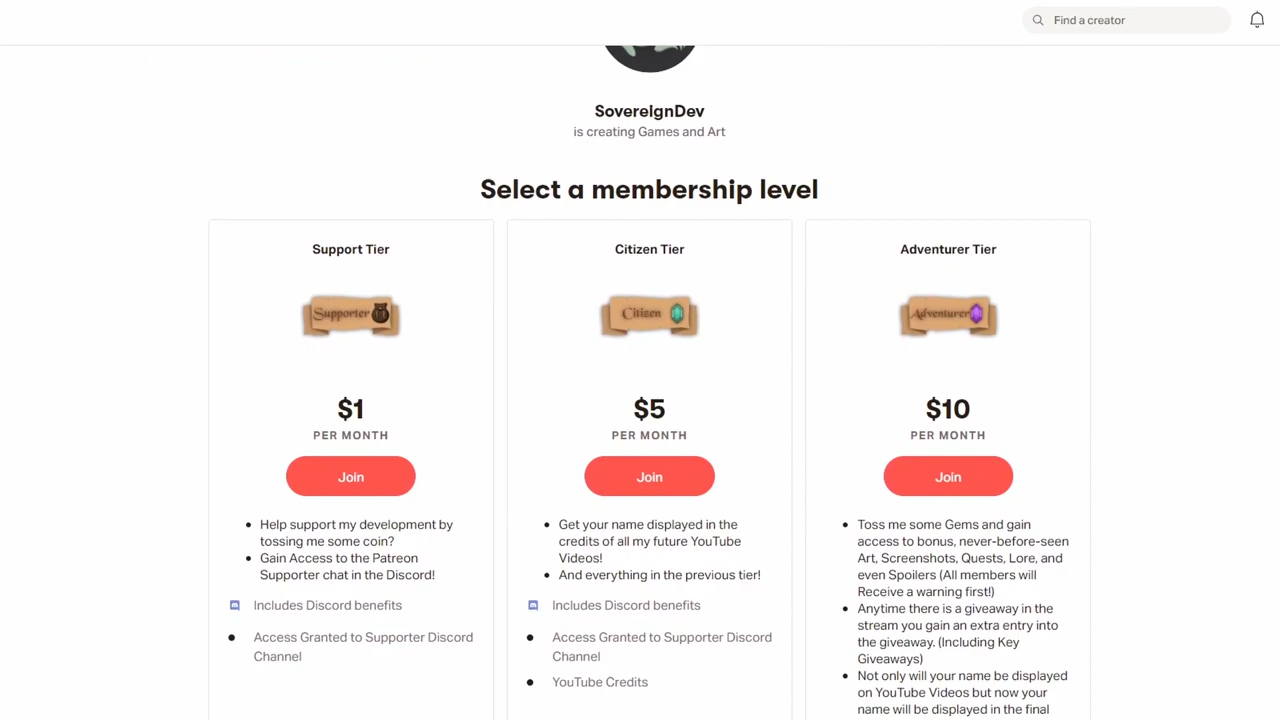 Find a creator
SovereignDev
is creating Games and Art
Select a membership level
Support Tier
Supporter
$1
PER MONTH
Join
Help support my development by
tossing me some coin?
Gain Access to the Patreon
Supporter chat in the Discord!
Includes Discord benefits
Access Granted to Supporter Discord
Channel
Citizen Tier
Citizen
$5
PER MONTH
Join
Get your name displayed in the
credits of all my future YouTube
Videos!
And everything in the previous tier!
Includes Discord benefits
Access Granted to Supporter Discord
Channel
YouTube Credits
Adventurer Tier
Adventurer
$10
PER MONTH
Join
Toss me some Gems and gain
access to bonus, never-before-seen
Art, Screenshots, Quests, Lore, and
even Spoilers (All members will
Receive a warning first!)
Anytime there is a giveaway in the
stream you gain an extra entry into
the giveaway. (Including Key
Giveaways)
Not only will your name be displayed
on YouTube Videos but now your
name will be displayed in the final